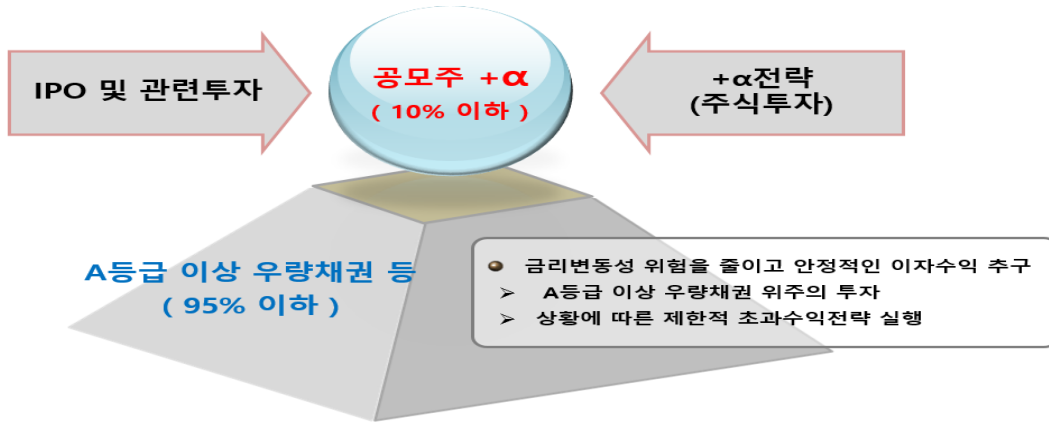 IPO 및 관련투자
공모주 +α
( 10% 이하 )
+α전략
(주식투자)
A등급 이상 우량채권 등
( 95% 이하 )
금리변동성 위험을 줄이고 안정적인 이자수익 추구
A등급 이상 우량채권 위주의 투자
상황에 따른 제한적 초과수익전략 실행